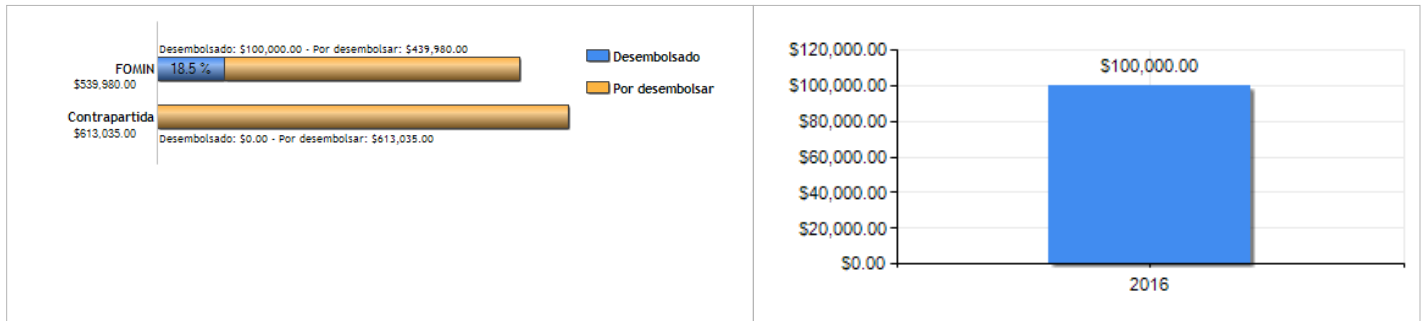 Desembolsado: $100,000.00 - Por desembolsar: $439,980.00
FOMIN
18.5 %
$539,980.00
Contrapartida
$613,035.00
Desembolsado: $0.00 - Por desembolsar: $613,035.00
Desembolsado
Por desembolsar
$120,000.00
$100,000.00
$100,000.00
$80,000.00
$60,000.00
$40,000.00
$20,000.00
$0.00
2016